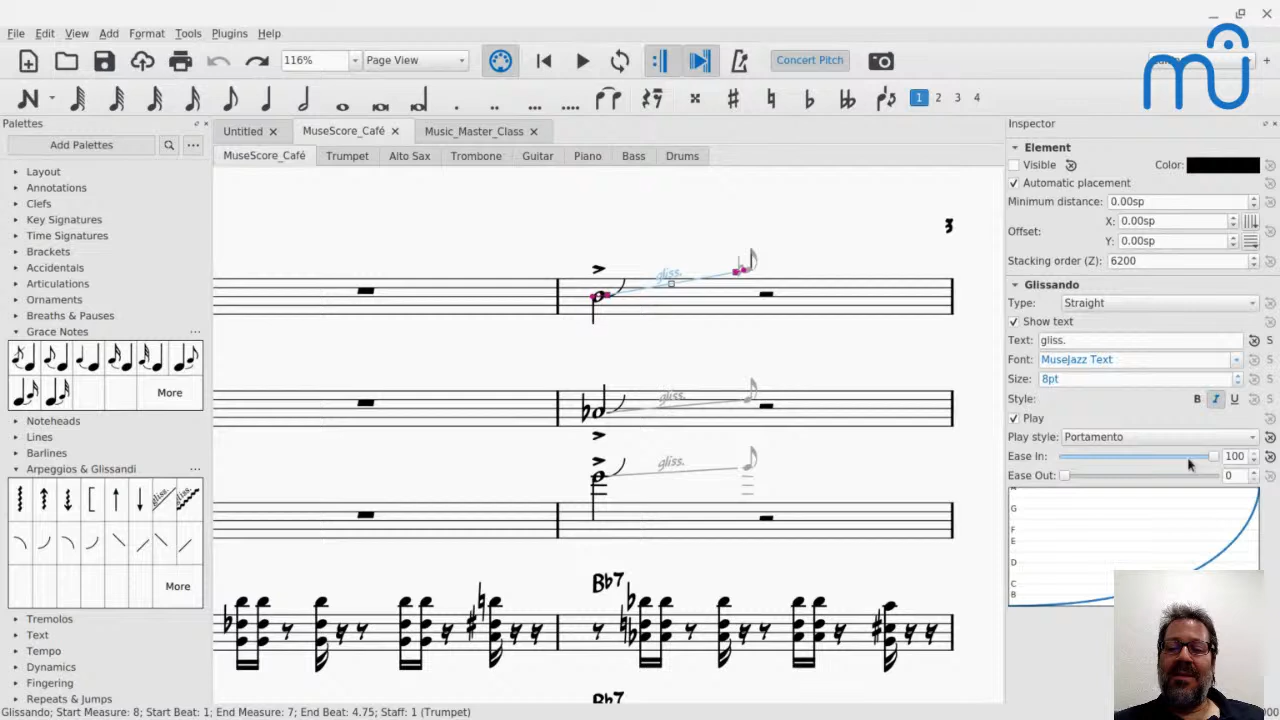 File Edit View Add Format Tools Plugins Help
116% Page View Concert Pitch
1 2 3 4
Palettes
Add Palettes
Layout
Annotations
Clefs
Key Signatures
Time Signatures
Brackets
Accidentals
Articulations
Ornaments
Breaths & Pauses
Grace Notes
More
Noteheads
Lines
Barlines
Arpeggios & Glissandi
gliss. gliss.
More
Tremolos
Text
Tempo
Dynamics
Fingering
Repeats & Jumps
Untitled MuseScore_Café Music_Master_Class
MuseScore_Café Trumpet Alto Sax Trombone Guitar Piano Bass Drums
3
gliss.
gliss.
gliss.
Bb7
Bb7
Inspector
Element
Visible Color:
Automatic placement
Minimum distance: 0.00sp
Offset:
X: 0.00sp
Y: 0.00sp
Stacking order (Z): 6200
Glissando
Type: Straight
Show text
Text: gliss. S
Font: MuseJazz Text S
Size: 8pt S
Style: B I U S
Play
Play style: Portamento
Ease In: 100
Ease Out: 0
G
F
E
D
C
B
Glissando; Start Measure: 8; Start Beat: 1; End Measure: 7; End Beat: 4.75; Staff: 1 (Trumpet)